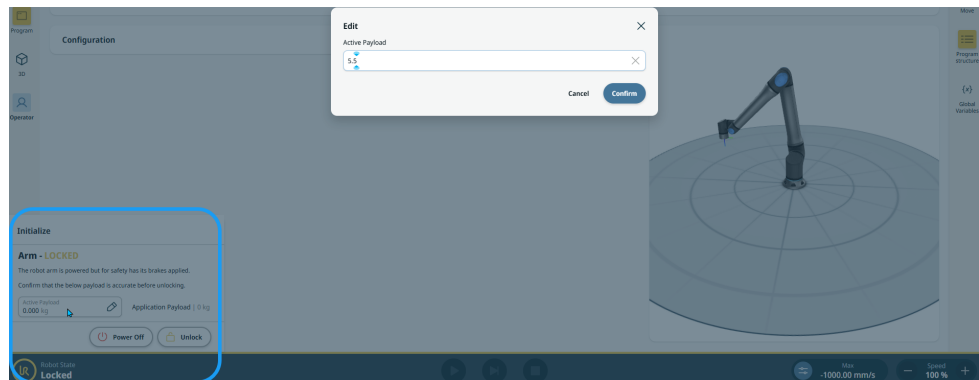 Program
3D
Operator
Configuration
Edit
Active Payload
5.5
Cancel
Confirm
Move
Program
structure
{x}
Global
Variables
Initialize
Arm - LOCKED
The robot arm is powered but for safety has its brakes applied.
Confirm that the below payload is accurate before unlocking.
Active Payload
0.000 kg
Application Payload | 0 kg
Power Off
Unlock
Robot State
Locked
Max
-1000.00 mm/s
Speed
100 %